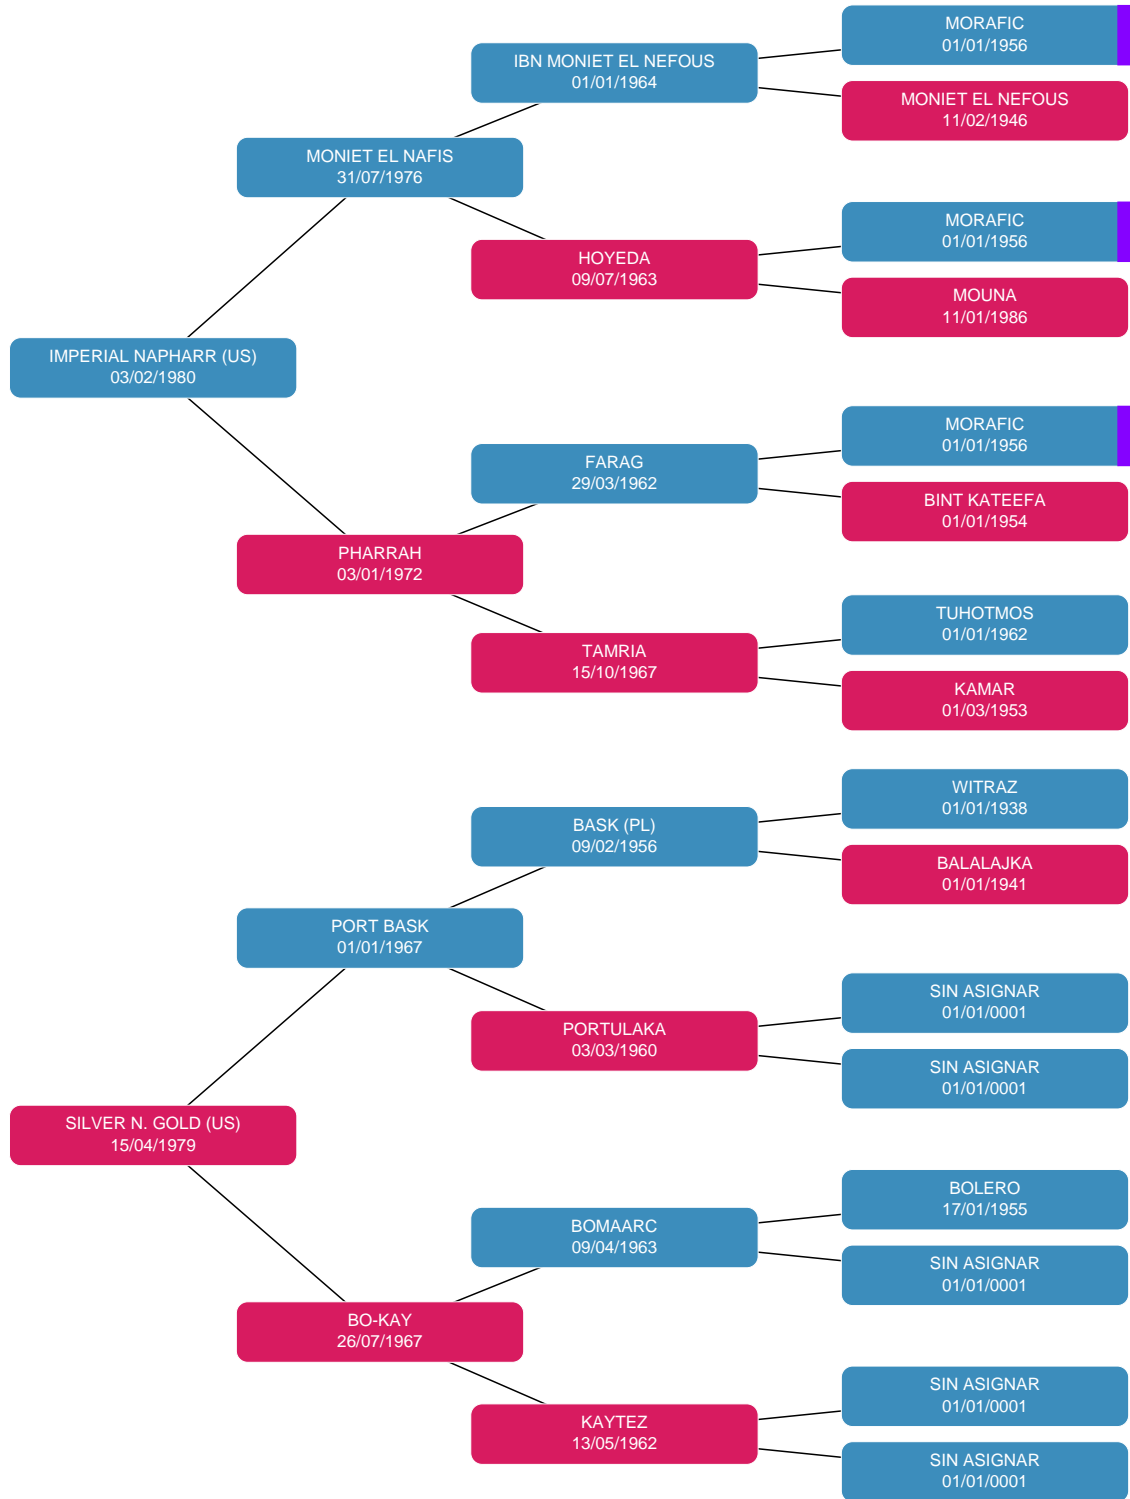 MORAFIC
01/01/1956
IBN MONIET EL NEFOUS
01/01/1964
MONIET EL NEFOUS
11/02/1946
MONIET EL NAFIS
31/07/1976
MORAFIC
01/01/1956
HOYEDA
09/07/1963
MOUNA
11/01/1986
IMPERIAL NAPHARR (US)
03/02/1980
MORAFIC
01/01/1956
FARAG
29/03/1962
BINT KATEEFA
01/01/1954
PHARRAH
03/01/1972
TUHOTMOS
01/01/1962
TAMRIA
15/10/1967
KAMAR
01/03/1953
WITRAZ
01/01/1938
BASK (PL)
09/02/1956
BALALAJKA
01/01/1941
PORT BASK
01/01/1967
SIN ASIGNAR
01/01/0001
PORTULAKA
03/03/1960
SIN ASIGNAR
01/01/0001
SILVER N. GOLD (US)
15/04/1979
BOLERO
17/01/1955
BOMAARC
09/04/1963
SIN ASIGNAR
01/01/0001
BO-KAY
26/07/1967
SIN ASIGNAR
01/01/0001
KAYTEZ
13/05/1962
SIN ASIGNAR
01/01/0001